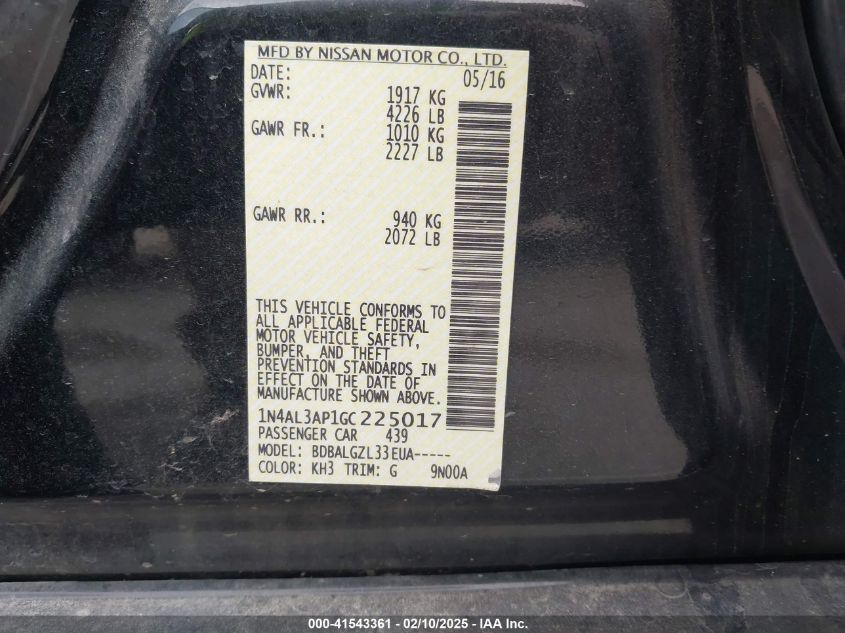 MFD BY NISSAN MOTOR CO., LTD.
DATE: 05/16
GVWR: 1917 KG
4226 LB
GAWR FR.: 1010 KG
2227 LB
GAWR RR.: 940 KG
2072 LB
THIS VEHICLE CONFORMS TO
ALL APPLICABLE FEDERAL
MOTOR VEHICLE SAFETY,
BUMPER, AND THEFT
PREVENTION STANDARDS IN
EFFECT ON THE DATE OF
MANUFACTURE SHOWN ABOVE.
1N4AL3AP1GC225017
PASSENGER CAR 439
MODEL: BDBALGZL33EUA-----
COLOR: KH3 TRIM: G 9N00A
000-41543361 - 02/10/2025 - IAA Inc.